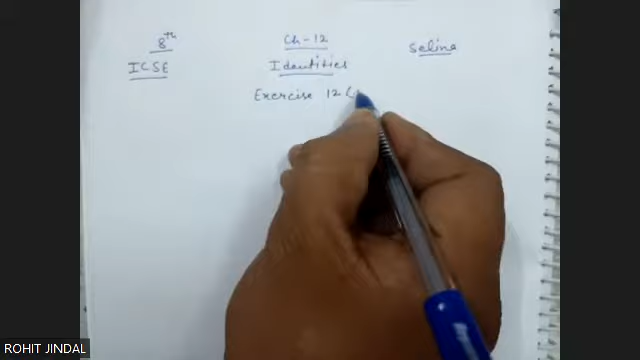 8th Ch-12 Selina
ICSE Identities
Exercise 12 (
ROHIT JINDAL